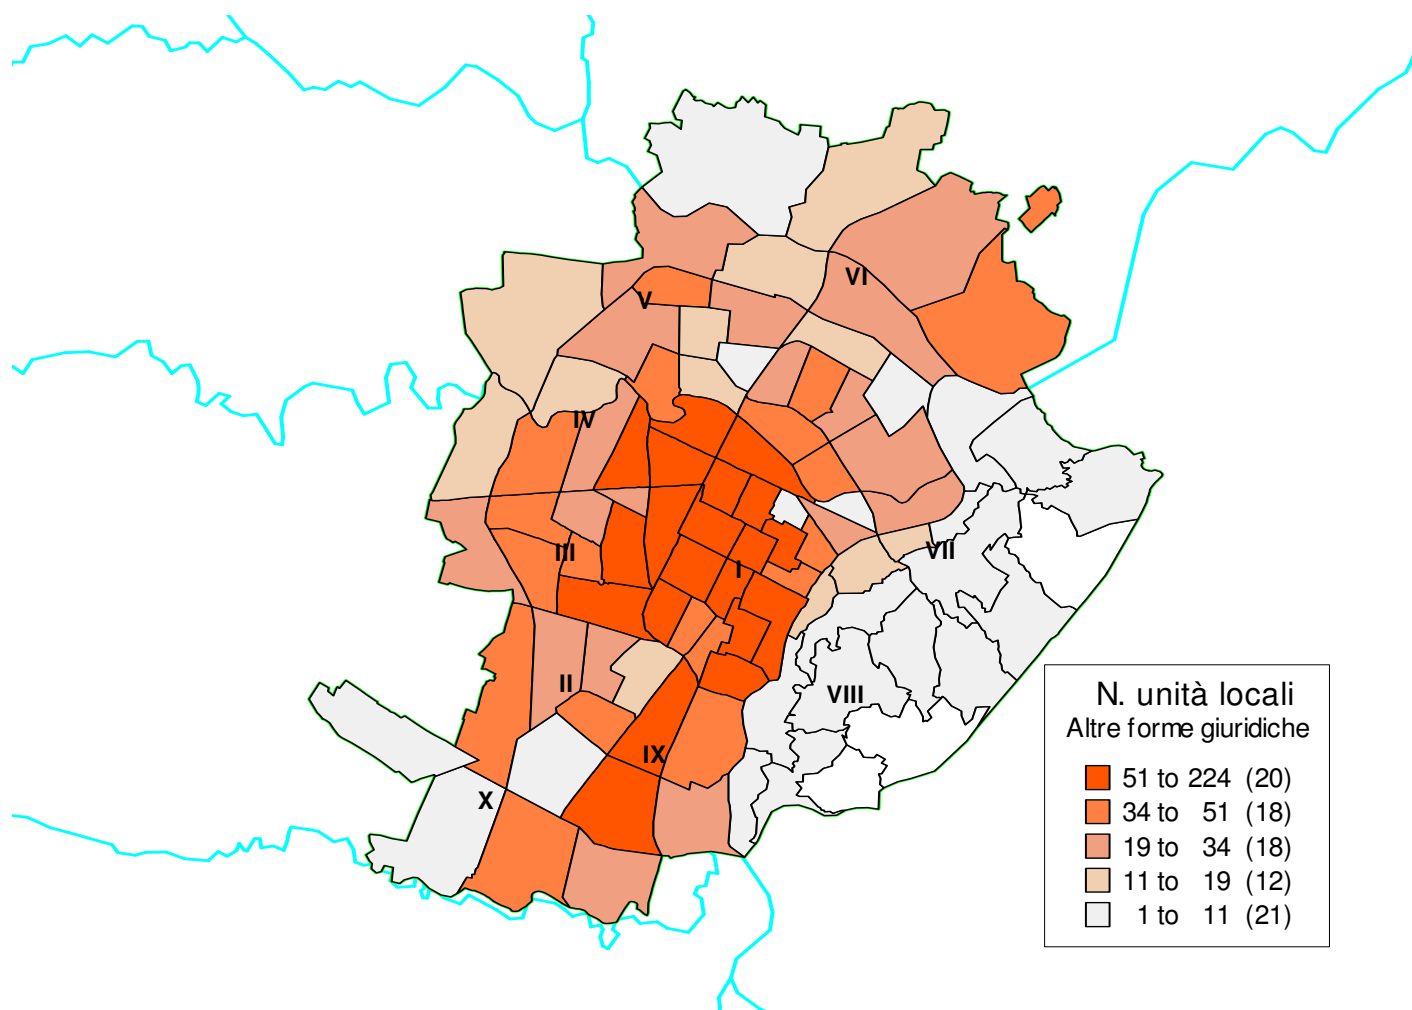 VI
V
IV
III
VII
I
II
VIII
IX
X
N. unità locali
Altre forme giuridiche
51 to 224 (20)
34 to 51 (18)
19 to 34 (18)
11 to 19 (12)
1 to 11 (21)